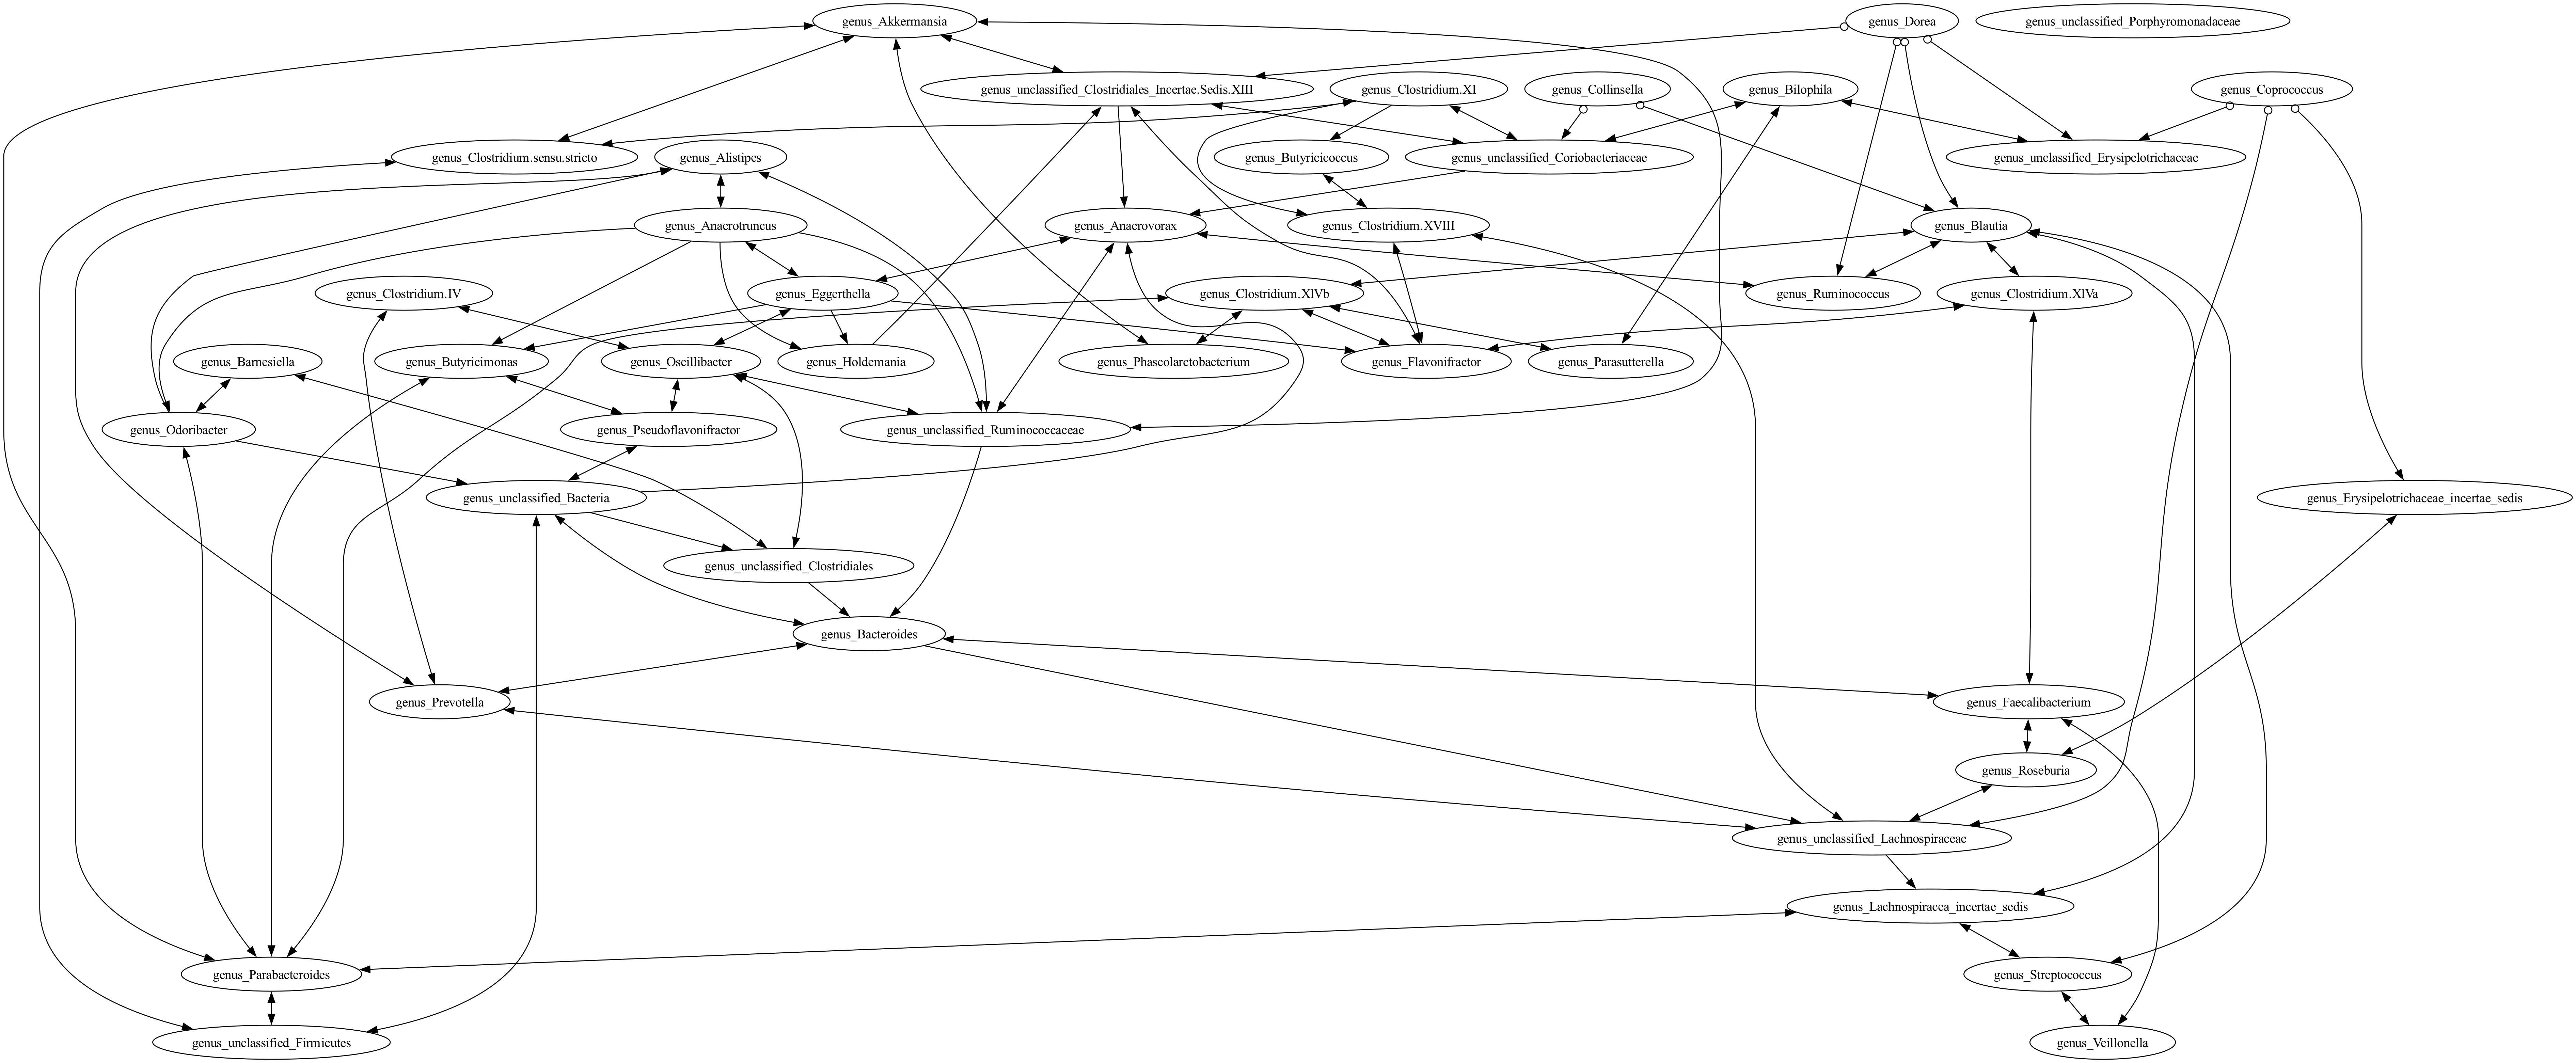 genus_Akkermansia
genus_Dorea
genus_unclassified_Porphyromonadaceae
genus_unclassified_Clostridiales_Incertae.Sedis.XIII
genus_Clostridium.XI
genus_Collinsella
genus_Bilophila
genus_Coprococcus
genus_Clostridium.sensu.stricto
genus_Alistipes
genus_Butyricicoccus
genus_unclassified_Coriobacteriaceae
genus_unclassified_Erysipelotrichaceae
genus_Anaerotruncus
genus_Anaerovorax
genus_Clostridium.XVIII
genus_Blautia
genus_Clostridium.IV
genus_Eggerthella
genus_Clostridium.XlVb
genus_Ruminococcus
genus_Clostridium.XlVa
genus_Barnesiella
genus_Butyricimonas
genus_Oscillibacter
genus_Holdemania
genus_Phascolarctobacterium
genus_Flavonifractor
genus_Parasutterella
genus_Odoribacter
genus_Pseudoflavonifractor
genus_unclassified_Ruminococcaceae
genus_unclassified_Bacteria
genus_Erysipelotrichaceae_incertae_sedis
genus_unclassified_Clostridiales
genus_Bacteroides
genus_Prevotella
genus_Faecalibacterium
genus_Roseburia
genus_unclassified_Lachnospiraceae
genus_Lachnospiracea_incertae_sedis
genus_Parabacteroides
genus_Streptococcus
genus_unclassified_Firmicutes
genus_Veillonella